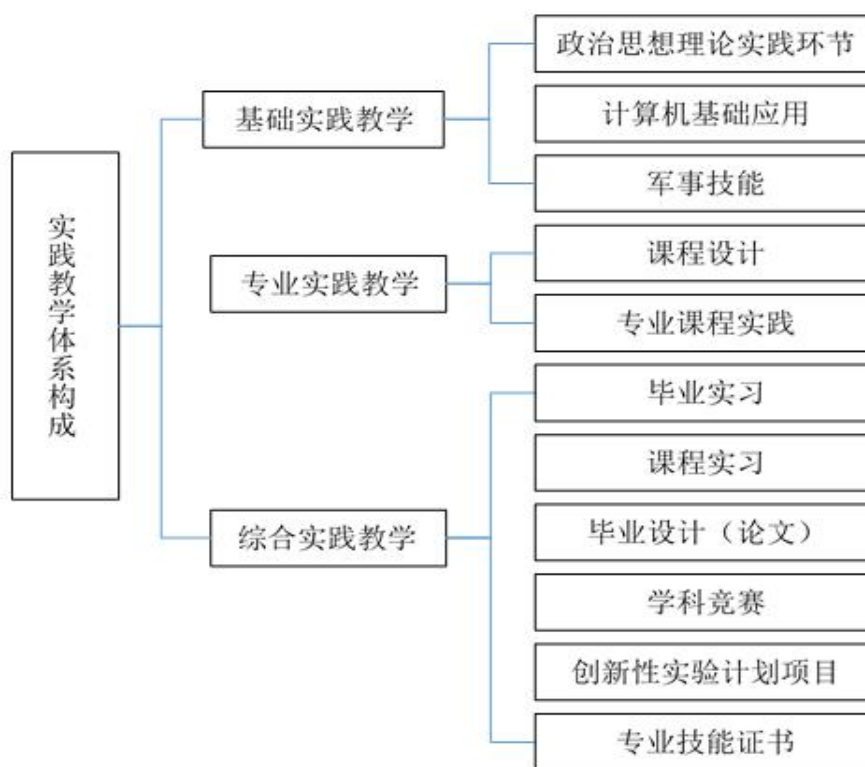 实践教学体系构成
基础实践教学
政治思想理论实践环节
计算机基础应用
军事技能
专业实践教学
课程设计
专业课程实践
综合实践教学
毕业实习
课程实习
毕业设计（论文）
学科竞赛
创新性实验计划项目
专业技能证书